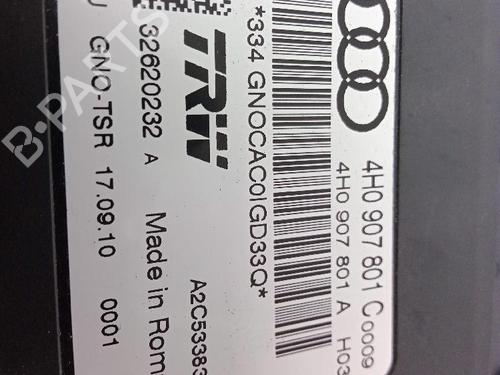 4H0 907 801 C 0009
4H0 907 801 A H03
*334 GNOCAC0IGD33Q*
TRW
A2C53383
32620232 A Made in Rom
GNO-TSR 17.09.10 0001
B-PARTS